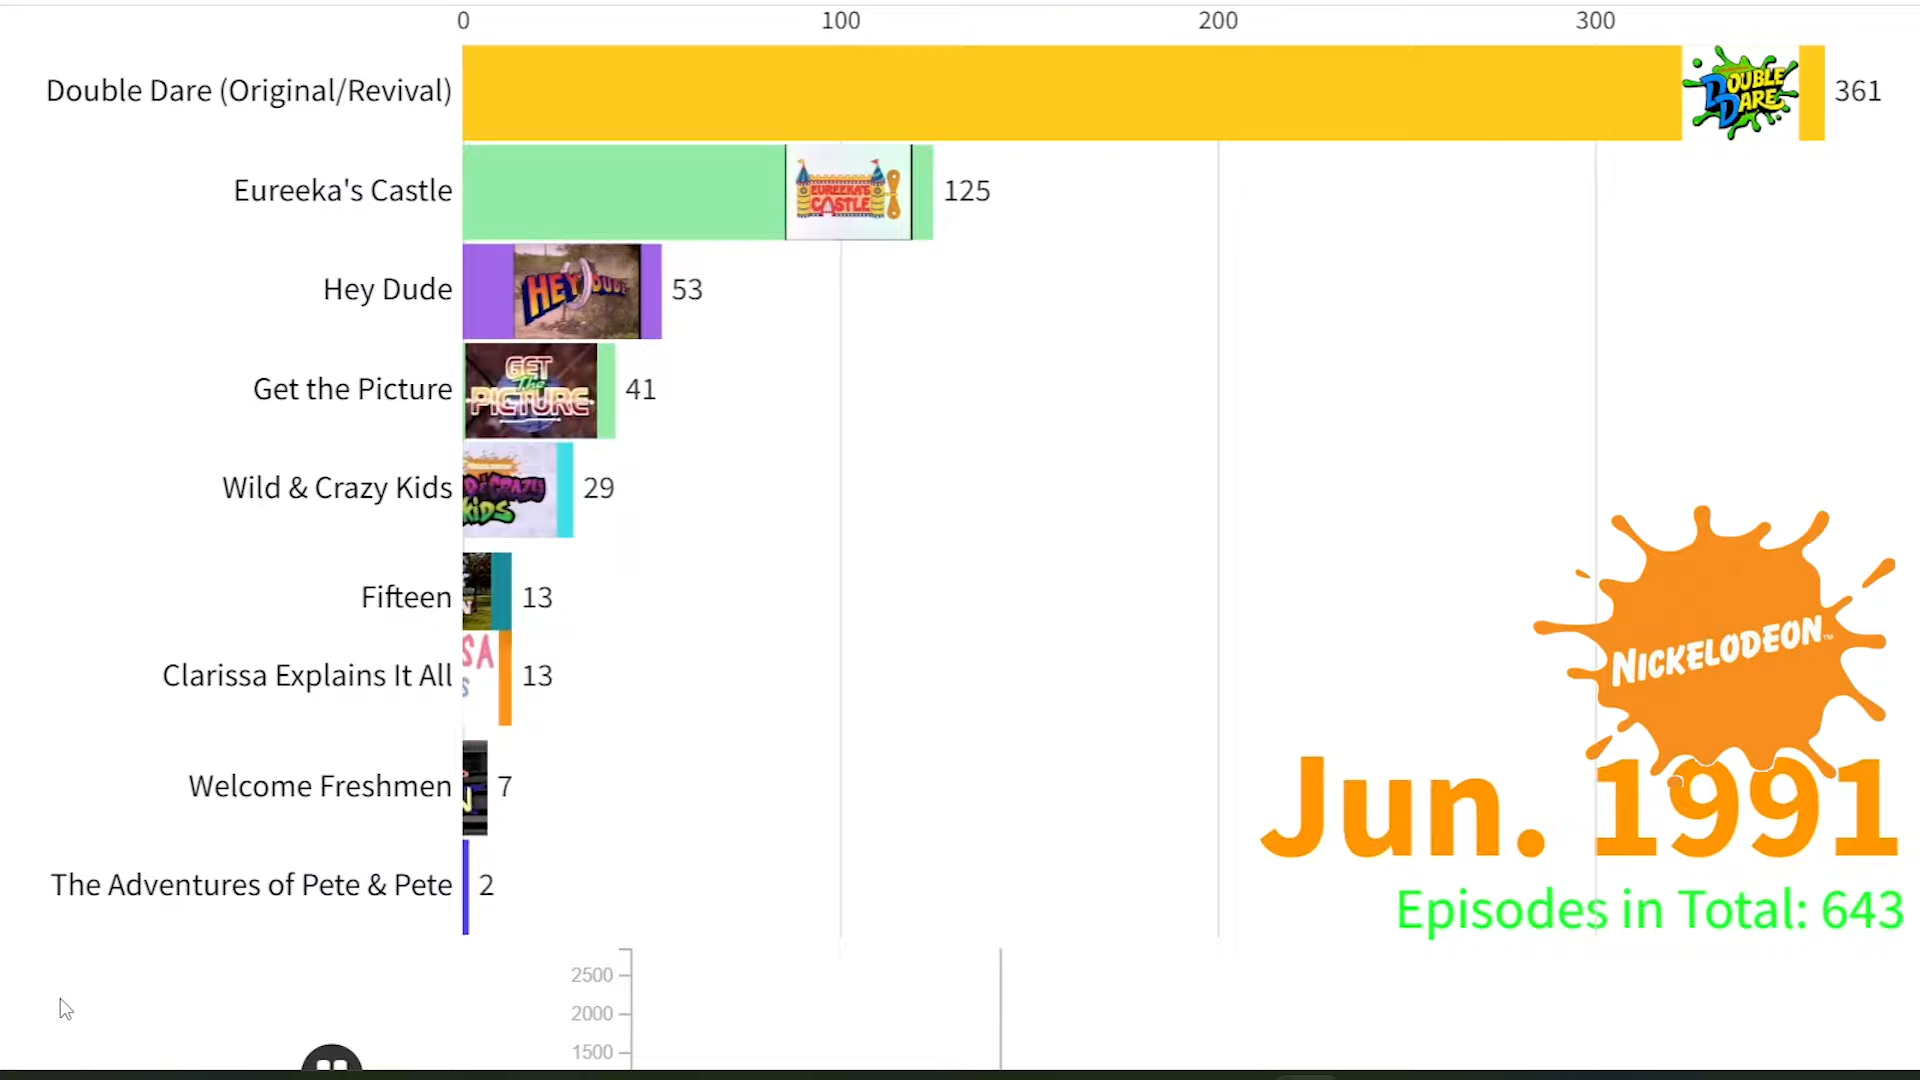 0 100 200 300
Double Dare (Original/Revival) DOUBLE DARE 361
Eureeka's Castle EUREEKA'S CASTLE 125
Hey Dude HEY DUDE 53
Get the Picture GET The PICTURE 41
Wild & Crazy Kids & CRAZY KIDS 29
Fifteen N 13
Clarissa Explains It All SA S 13
Welcome Freshmen N 7
The Adventures of Pete & Pete 2
NICKELODEON™
Jun. 1991
Episodes in Total: 643
2500
2000
1500